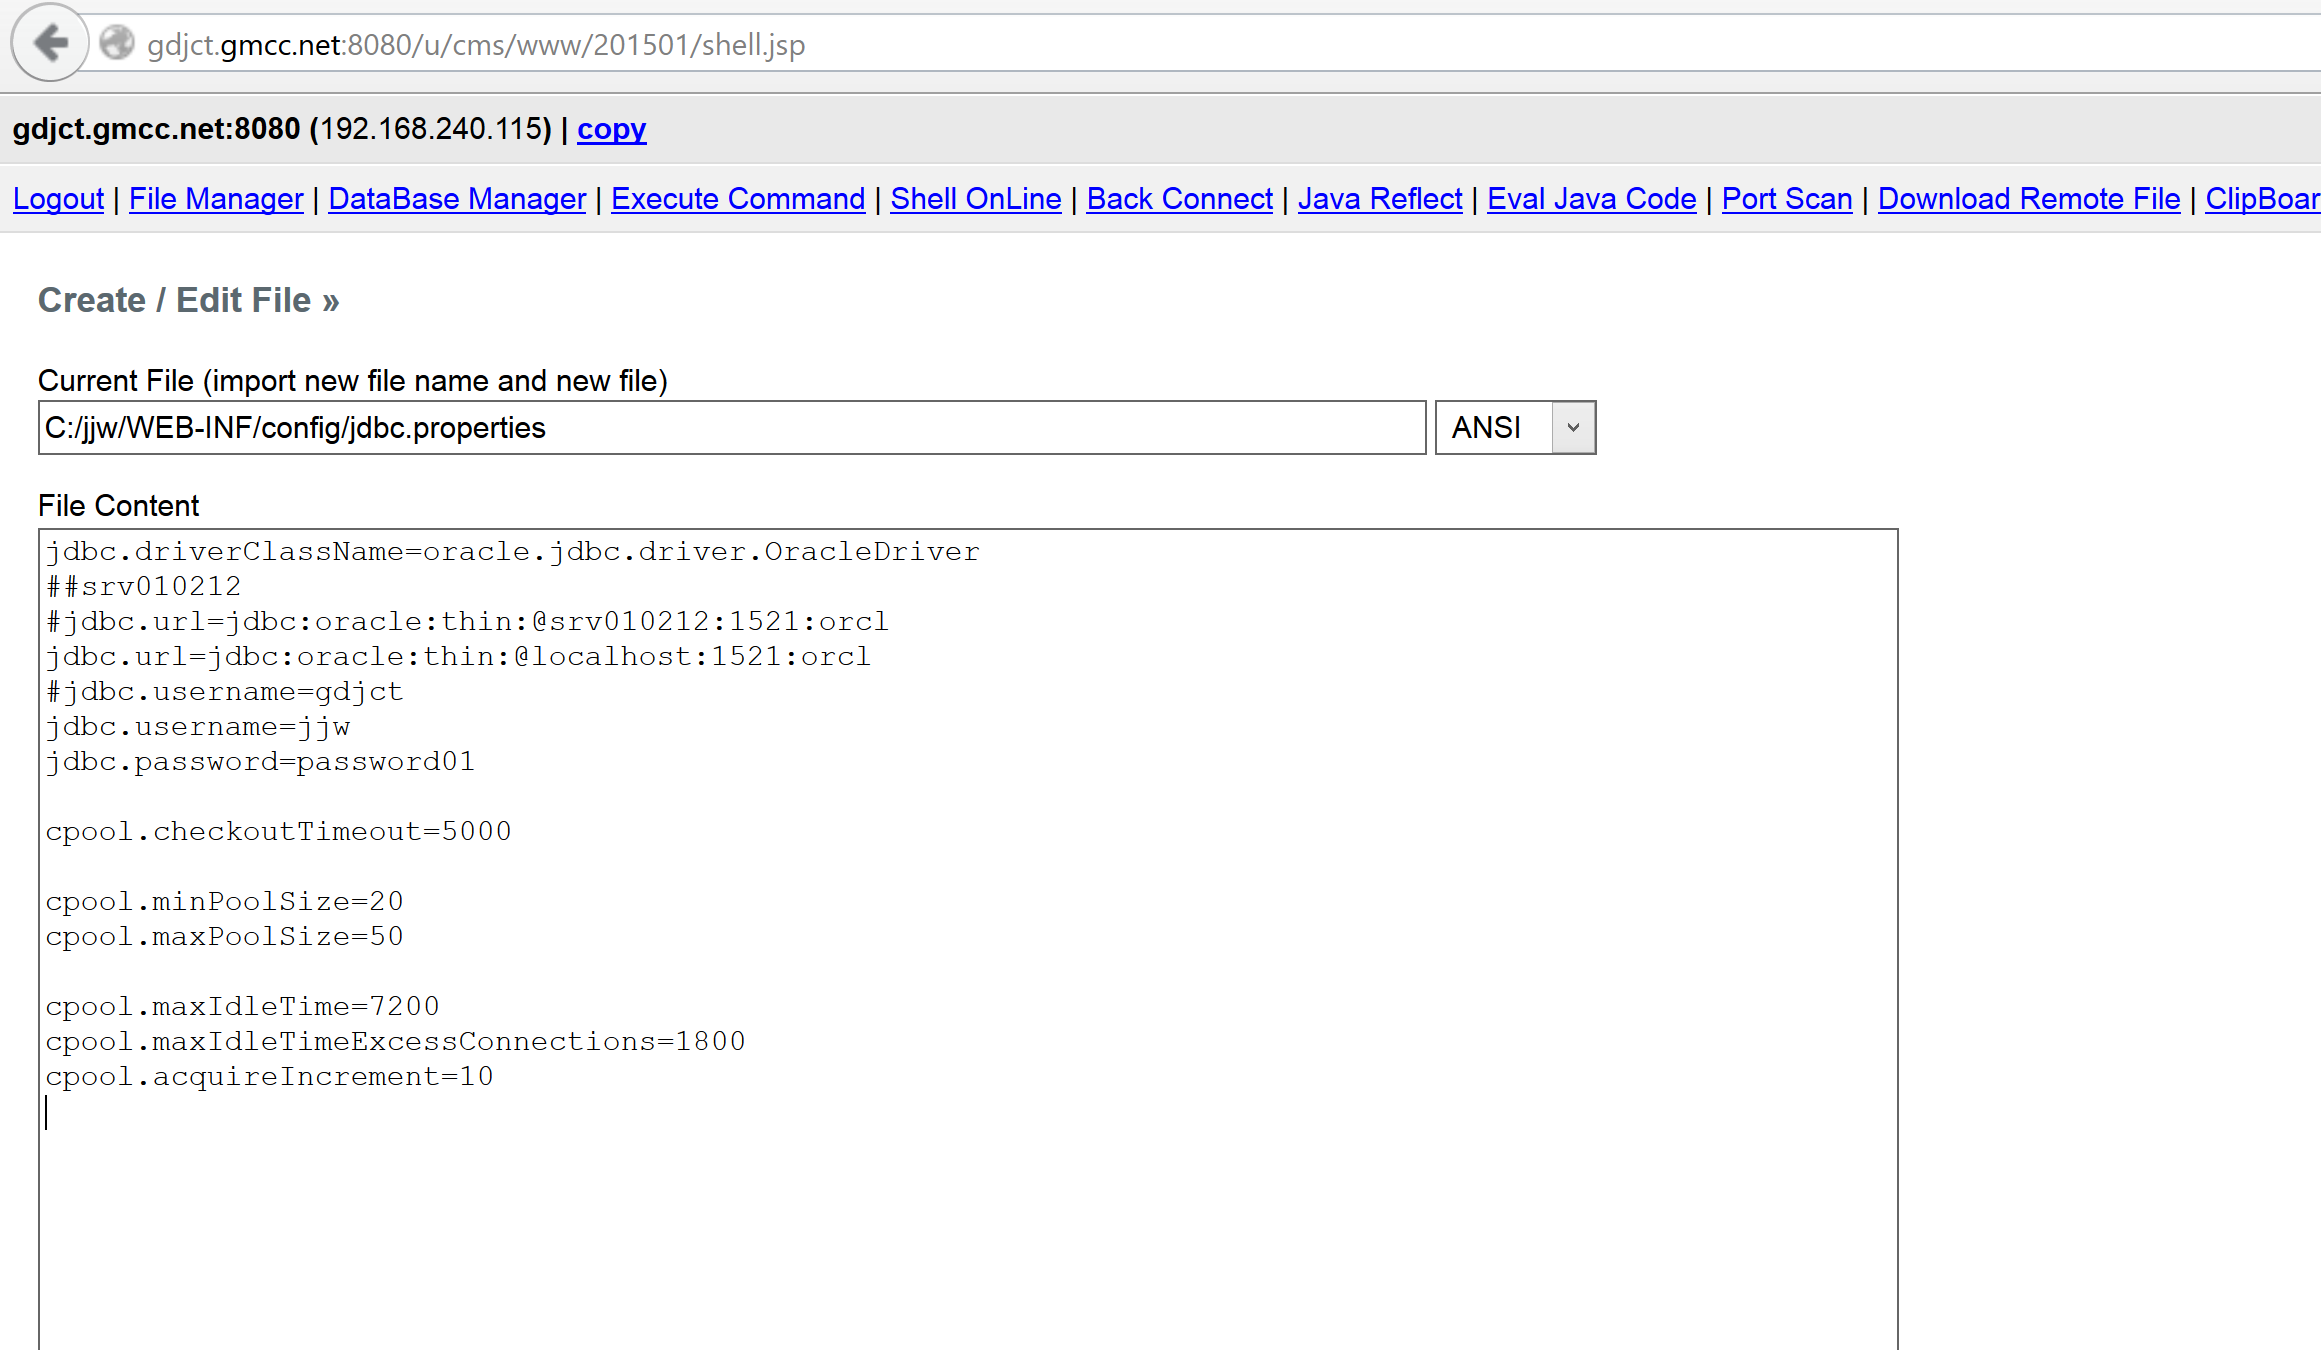 gdjct.gmcc.net:8080/u/cms/www/201501/shell.jsp
gdjct.gmcc.net:8080 (192.168.240.115) | copy
Logout | File Manager | DataBase Manager | Execute Command | Shell OnLine | Back Connect | Java Reflect | Eval Java Code | Port Scan | Download Remote File | ClipBoar
Create / Edit File »
Current File (import new file name and new file)
C:/jjw/WEB-INF/config/jdbc.properties ANSI
File Content
jdbc.driverClassName=oracle.jdbc.driver.OracleDriver
##srv010212
#jdbc.url=jdbc:oracle:thin:@srv010212:1521:orcl
jdbc.url=jdbc:oracle:thin:@localhost:1521:orcl
#jdbc.username=gdjct
jdbc.username=jjw
jdbc.password=password01
cpool.checkoutTimeout=5000
cpool.minPoolSize=20
cpool.maxPoolSize=50
cpool.maxIdleTime=7200
cpool.maxIdleTimeExcessConnections=1800
cpool.acquireIncrement=10